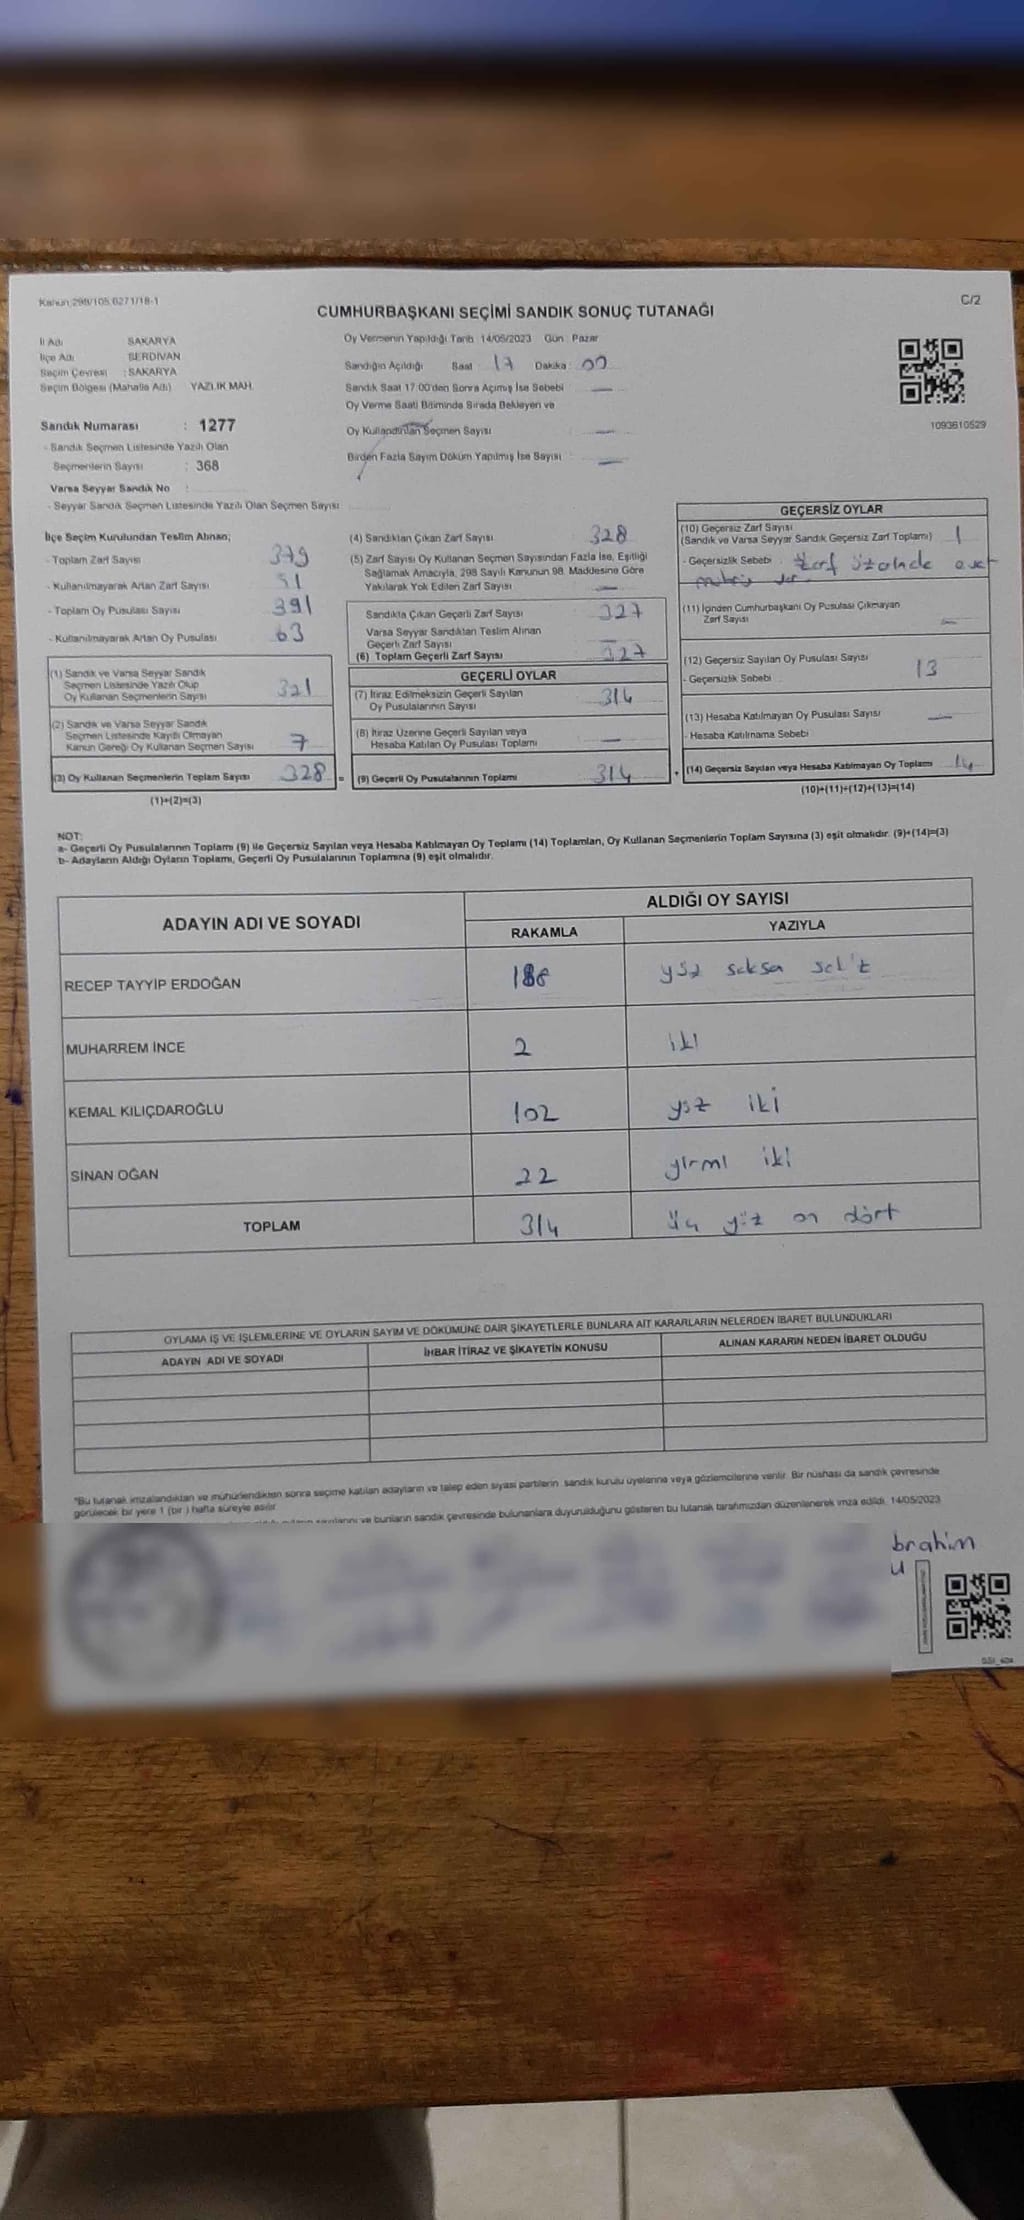 Kanun:298/105,6271/18-1
C/2
CUMHURBAŞKANI SEÇİMİ SANDIK SONUÇ TUTANAĞI
İl Adı : SAKARYA
İlçe Adı : SERDİVAN
Seçim Çevresi : SAKARYA
Seçim Bölgesi (Mahalle Adı) YAZLIK MAH.
Sandık Numarası : 1277
- Sandık Seçmen Listesinde Yazılı Olan
Seçmenlerin Sayısı : 368
Varsa Seyyar Sandık No :
- Seyyar Sandık Seçmen Listesinde Yazılı Olan Seçmen Sayısı
Oy Vermenin Yapıldığı Tarih 14/05/2023 Gün : Pazar
Sandığın Açıldığı Saat : 17 Dakika : 00
Sandık Saat 17:00'den Sonra Açılmış İse Sebebi —
Oy Verme Saati Bitiminde Sırada Bekleyen ve
Oy Kullandırılan Seçmen Sayısı —
Birden Fazla Sayım Döküm Yapılmış İse Sayısı : —
1093610529
İlçe Seçim Kurulundan Teslim Alınan;
- Toplam Zarf Sayısı 379
- Kullanılmayarak Artan Zarf Sayısı 51
- Toplam Oy Pusulası Sayısı 391
- Kullanılmayarak Artan Oy Pusulası 63
(1) Sandık ve Varsa Seyyar Sandık
Seçmen Listesinde Yazılı Olup
Oy Kullanan Seçmenlerin Sayısı 321
(2) Sandık ve Varsa Seyyar Sandık
Seçmen Listesinde Kayıtlı Olmayan
Kanun Gereği Oy Kullanan Seçmen Sayısı 7
(3) Oy Kullanan Seçmenlerin Toplam Sayısı 328 =
(1)+(2)=(3)
(4) Sandıktan Çıkan Zarf Sayısı 328
(5) Zarf Sayısı Oy Kullanan Seçmen Sayısından Fazla İse, Eşitliği
Sağlamak Amacıyla, 298 Sayılı Kanunun 98. Maddesine Göre
Yakılarak Yok Edilen Zarf Sayısı —
Sandıkta Çıkan Geçerli Zarf Sayısı 327
Varsa Seyyar Sandıktan Teslim Alınan
Geçerli Zarf Sayısı —
(6) Toplam Geçerli Zarf Sayısı 327
GEÇERLİ OYLAR
(7) İtiraz Edilmeksizin Geçerli Sayılan
Oy Pusulalarının Sayısı 314
(8) İtiraz Üzerine Geçerli Sayılan veya
Hesaba Katılan Oy Pusulası Toplamı —
(9) Geçerli Oy Pusulalarının Toplamı 314 +
GEÇERSİZ OYLAR
(10) Geçersiz Zarf Sayısı
(Sandık ve Varsa Seyyar Sandık Geçersiz Zarf Toplamı) 1
- Geçersizlik Sebebi : zarf üzerinde evet
mührü var.
(11) İçinden Cumhurbaşkanı Oy Pusulası Çıkmayan
Zarf Sayısı —
(12) Geçersiz Sayılan Oy Pusulası Sayısı 13
- Geçersizlik Sebebi
(13) Hesaba Katılmayan Oy Pusulası Sayısı —
- Hesaba Katılmama Sebebi
(14) Geçersiz Sayılan veya Hesaba Katılmayan Oy Toplamı 14
(10)+(11)+(12)+(13)=(14)
NOT:
a- Geçerli Oy Pusulalarının Toplamı (9) ile Geçersiz Sayılan veya Hesaba Katılmayan Oy Toplamı (14) Toplamları, Oy Kullanan Seçmenlerin Toplam Sayısına (3) eşit olmalıdır. (9)+(14)=(3)
b- Adayların Aldığı Oyların Toplamı, Geçerli Oy Pusulalarının Toplamına (9) eşit olmalıdır.
ADAYIN ADI VE SOYADI
ALDIĞI OY SAYISI
RAKAMLA YAZIYLA
RECEP TAYYİP ERDOĞAN 188 yüz seksen sekiz
MUHARREM İNCE 2 iki
KEMAL KILIÇDAROĞLU 102 yüz iki
SİNAN OĞAN 22 yirmi iki
TOPLAM 314 üç yüz on dört
OYLAMA İŞ VE İŞLEMLERİNE VE OYLARIN SAYIM VE DÖKÜMÜNE DAİR ŞİKAYETLERLE BUNLARA AİT KARARLARIN NELERDEN İBARET BULUNDUKLARI
ADAYIN ADI VE SOYADI İHBAR İTİRAZ VE ŞİKAYETİN KONUSU ALINAN KARARIN NEDEN İBARET OLDUĞU
"Bu tutanak imzalandıktan ve mühürlendikten sonra seçime katılan adayların ve talep eden siyasi partilerin sandık kurulu üyelerine veya gözlemcilerine verilir. Bir nüshası da sandık çevresinde
görülecek bir yere 1 (bir) hafta süreyle asılır.
ve bunların sandık çevresinde bulunanlara duyurulduğunu gösteren bu tutanak tarafımızdan düzenlenerek imza edildi. 14/05/2023
brahim
u